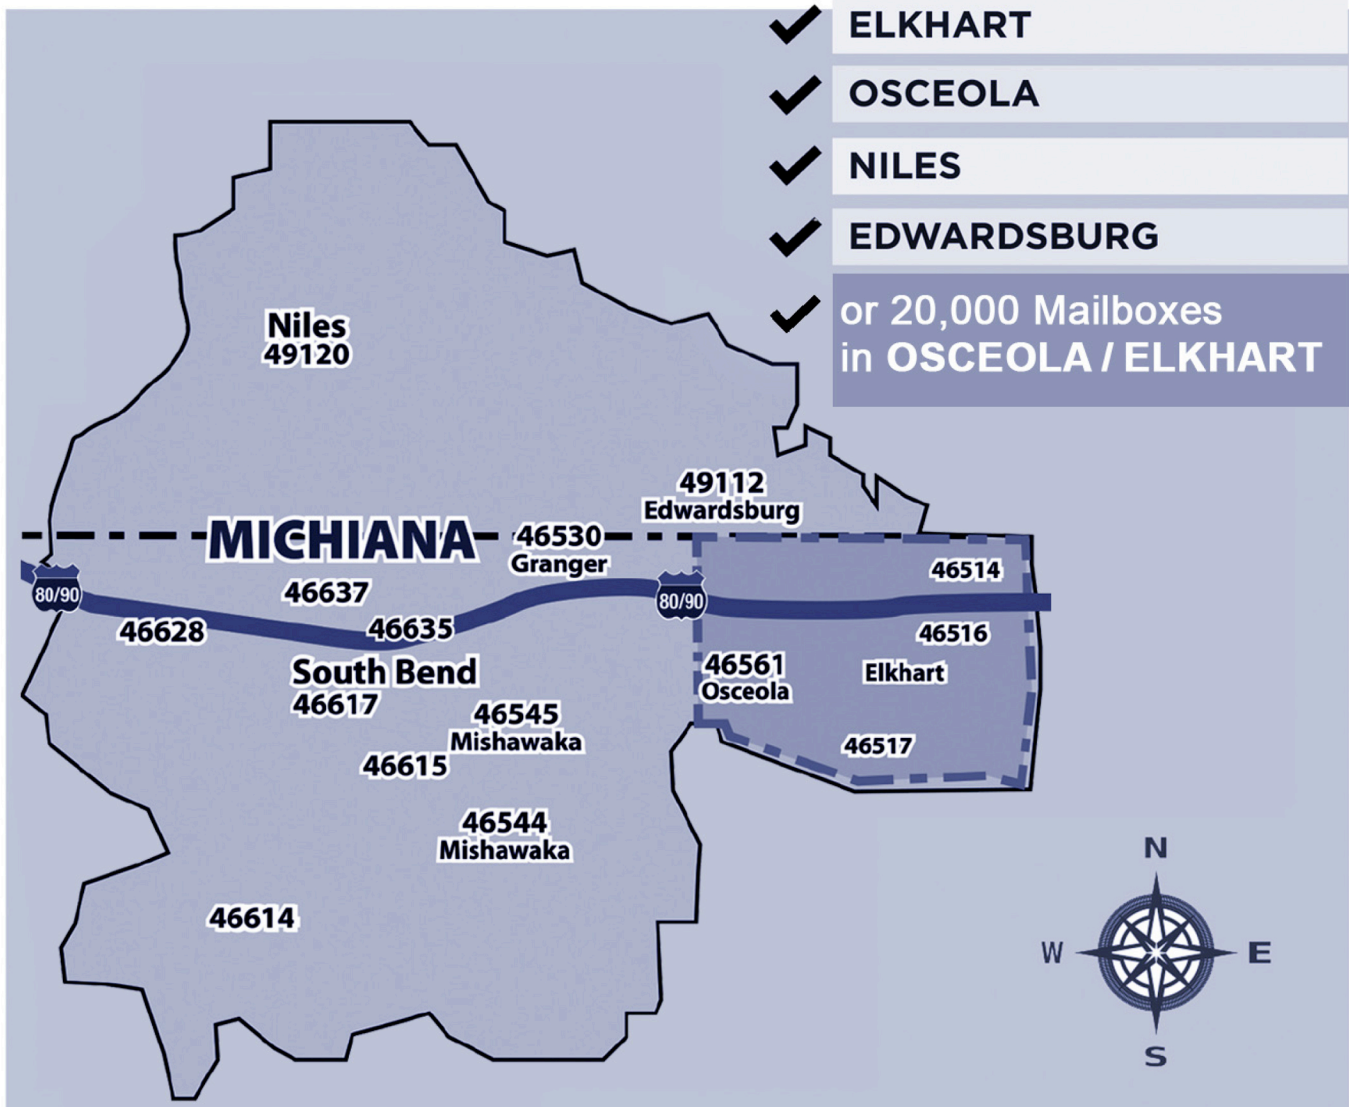 ELKHART
OSCEOLA
NILES
EDWARDSBURG
or 20,000 Mailboxes
in OSCEOLA / ELKHART
Niles
49120
49112
Edwardsburg
MICHIANA
46530
Granger
46514
80/90
46637
80/90
46628
46635
46516
South Bend
46617
46561
Osceola
Elkhart
46545
Mishawaka
46517
46615
46544
Mishawaka
46614
N
W
E
S